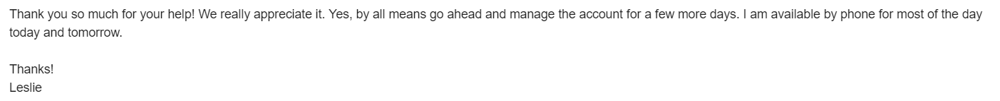 Thank you so much for your help! We really appreciate it. Yes, by all means go ahead and manage the account for a few more days. I am available by phone for most of the day
today and tomorrow.
Thanks!
Leslie